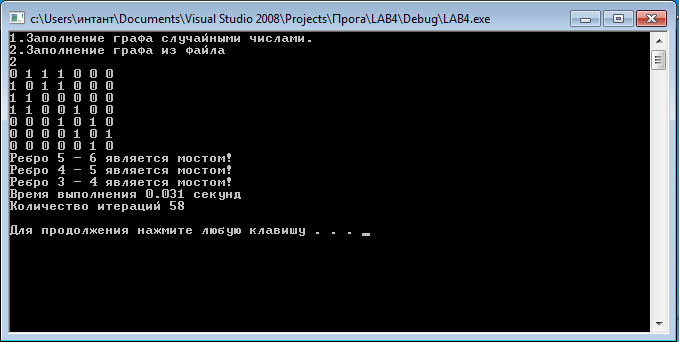 c:\Users\интант\Documents\Visual Studio 2008\Projects\Прога\LAB4\Debug\LAB4.exe
1.Заполнение графа случайными числами.
2.Заполнение графа из файла
2
0 1 1 1 0 0 0
1 0 1 1 0 0 0
1 1 0 0 0 0 0
1 1 0 0 1 0 0
0 0 0 1 0 1 0
0 0 0 0 1 0 1
0 0 0 0 0 1 0
Ребро 5 - 6 является мостом!
Ребро 4 - 5 является мостом!
Ребро 3 - 4 является мостом!
Время выполнения 0.031 секунд
Количество итераций 58
Для продолжения нажмите любую клавишу . . . _